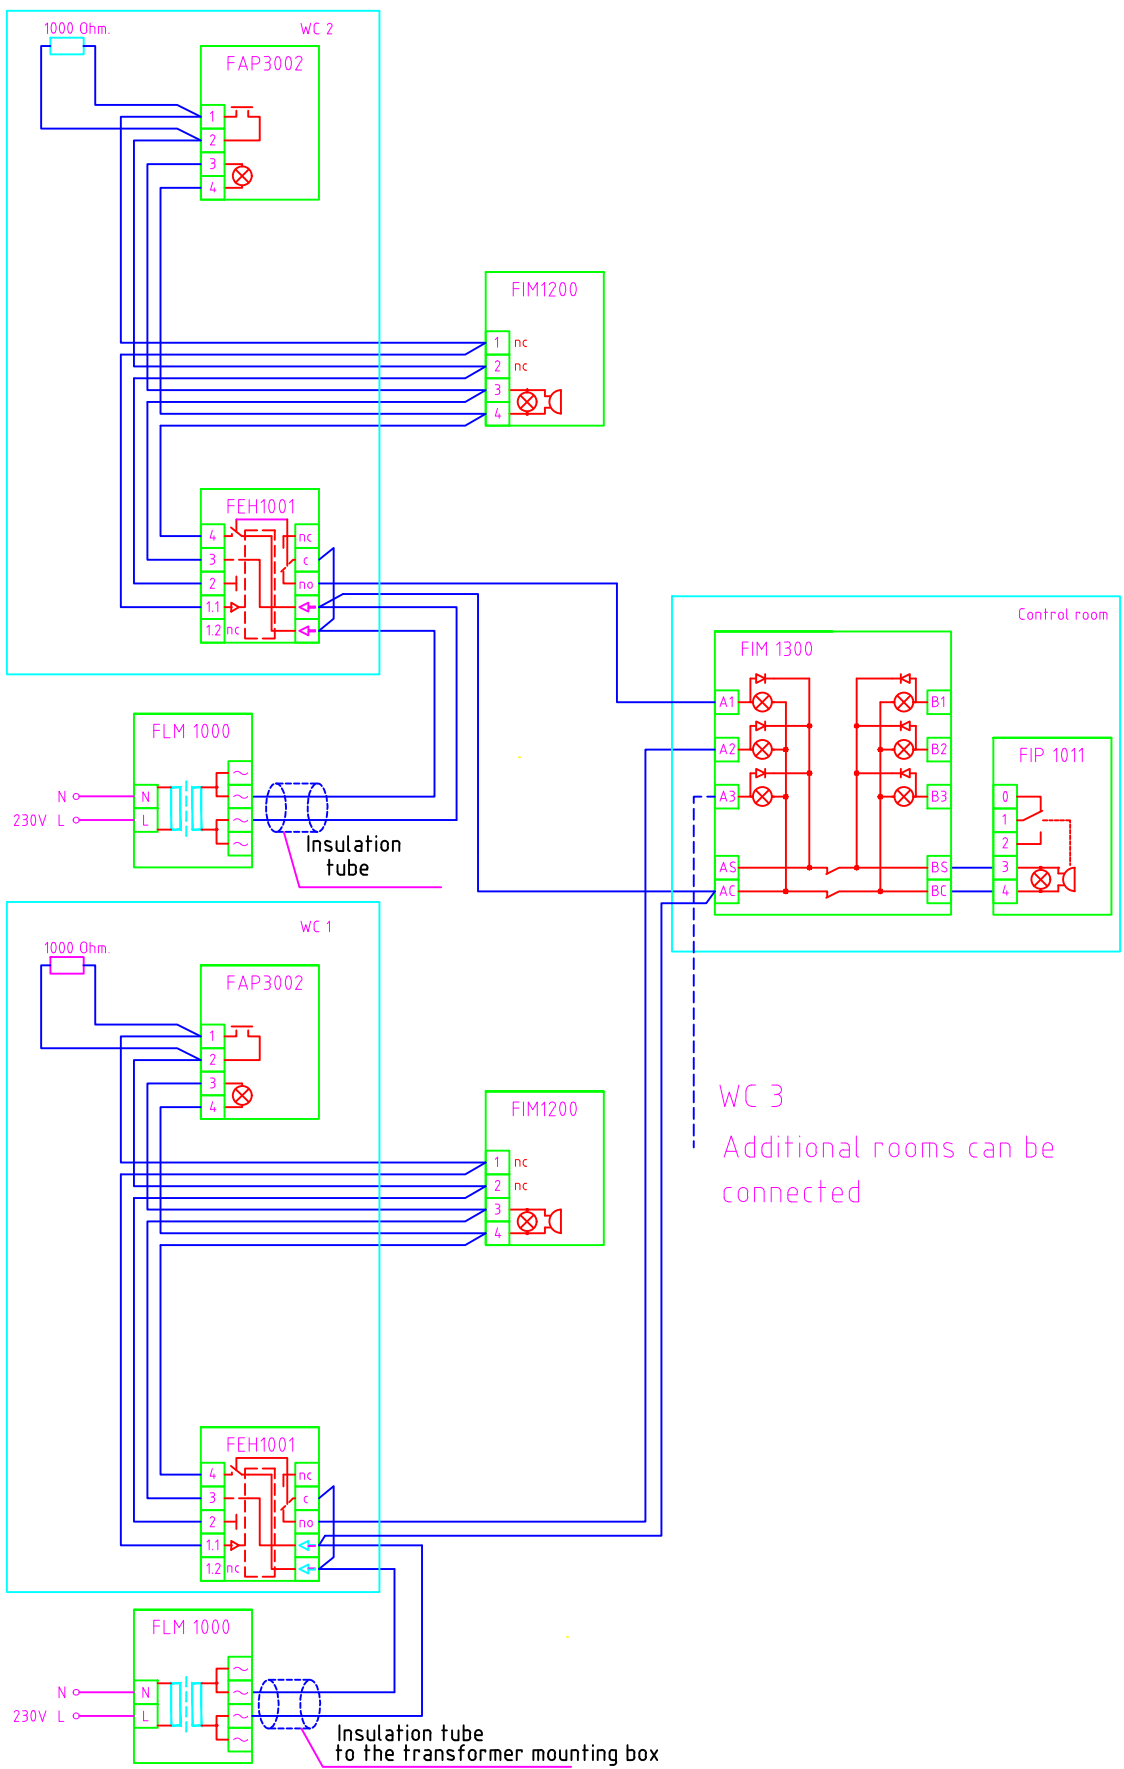 1000 Ohm.
WC 2
FAP3002
1
2
3
4
FIM1200
1 nc
2 nc
3
4
FEH1001
4 nc
3 c
2 no
1.1
1.2 nc
Control room
FIM 1300
A1 B1
A2 B2
A3 B3
AS BS
AC BC
FIP 1011
0
1
2
3
4
FLM 1000
N N
230V L L
Insulation
tube
WC 1
1000 Ohm.
FAP3002
1
2
3
4
WC 3
Additional rooms can be
connected
FIM1200
1 nc
2 nc
3
4
FEH1001
4 nc
3 c
2 no
1.1
1.2 nc
FLM 1000
N N
230V L L
Insulation tube
to the transformer mounting box